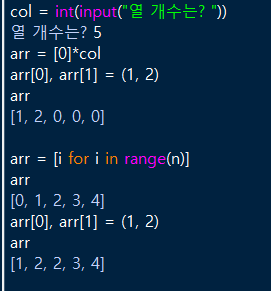 col = int(input("열 개수는? "))
열 개수는? 5
arr = [0]*col
arr[0], arr[1] = (1, 2)
arr
[1, 2, 0, 0, 0]
arr = [i for i in range(n)]
arr
[0, 1, 2, 3, 4]
arr[0], arr[1] = (1, 2)
arr
[1, 2, 2, 3, 4]